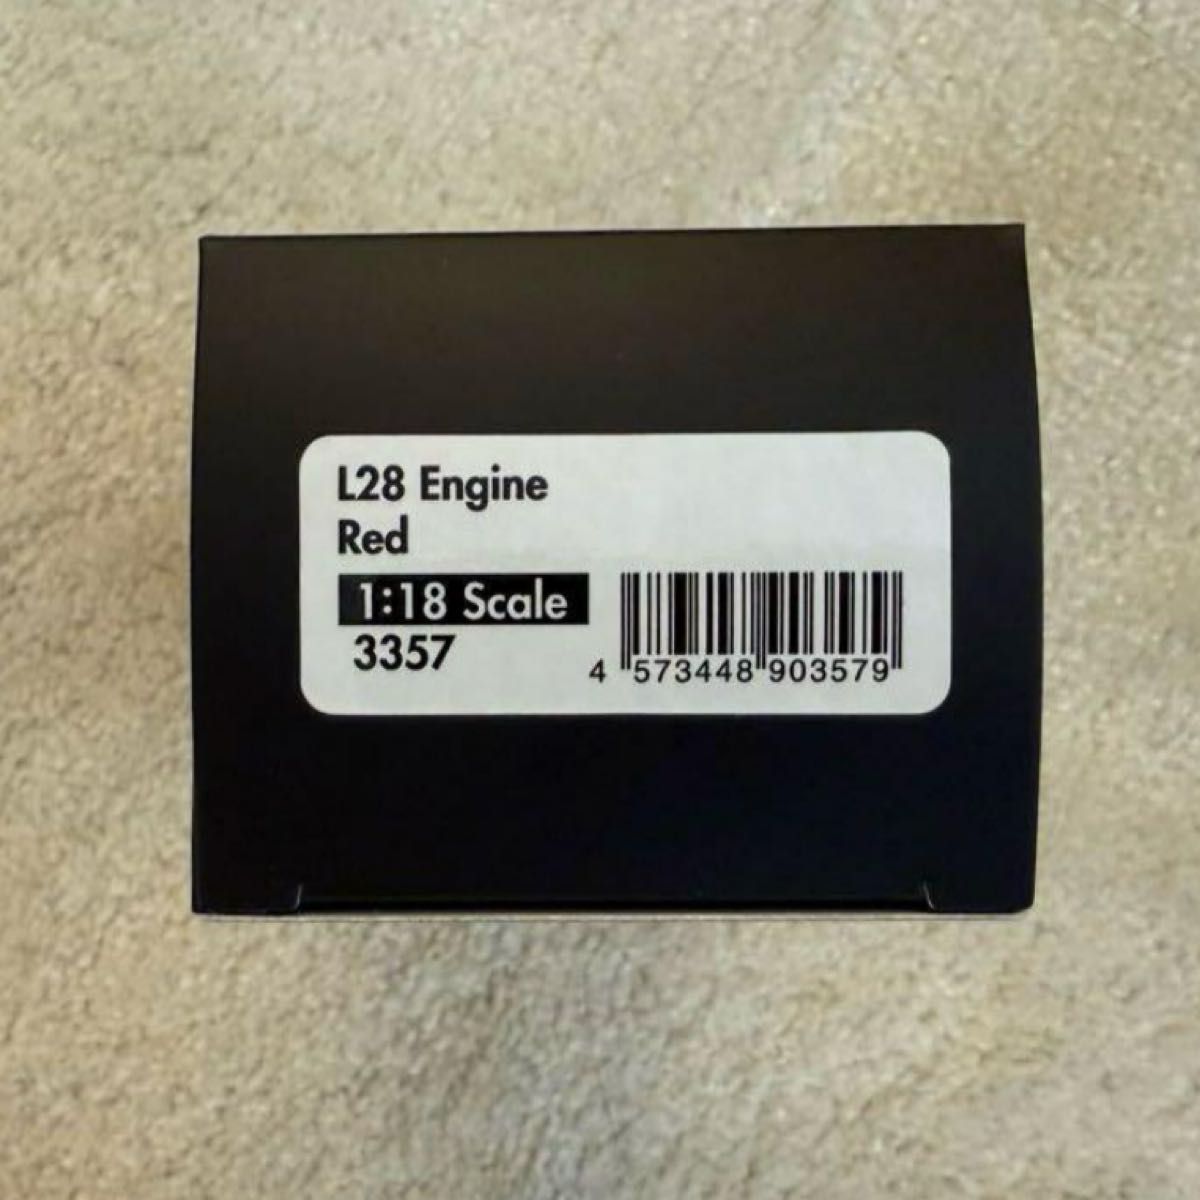 L28 Engine
Red
1:18 Scale
3357
4 573448 903579